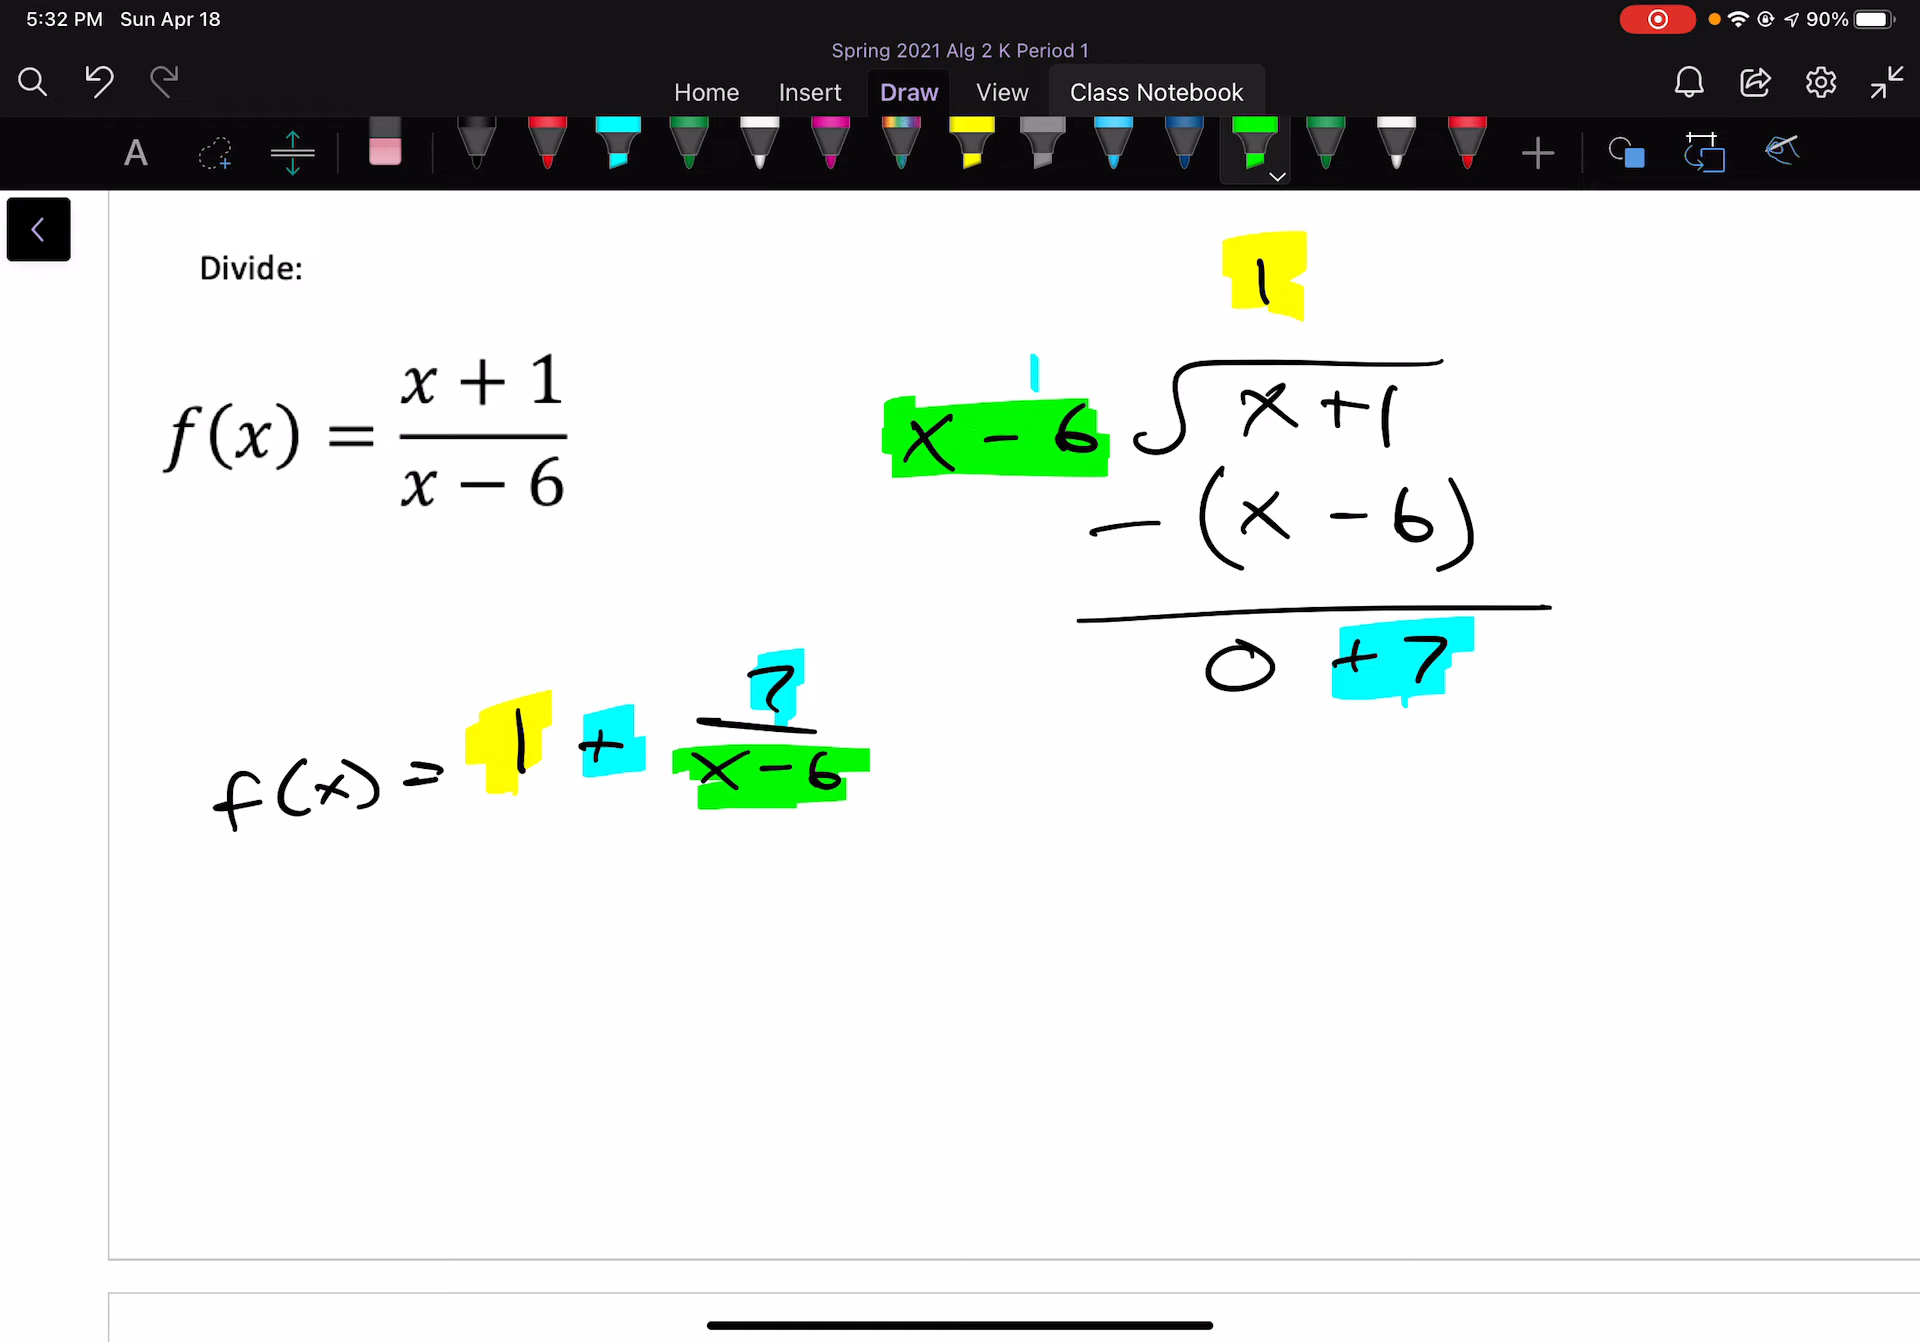 5:32 PM Sun Apr 18
90%
Spring 2021 Alg 2 K Period 1
Home Insert Draw View Class Notebook
A
Divide:
f(x) = (x + 1)/(x − 6)
1
x - 6 √ x + 1
- (x - 6)
0 + 7
f(x) = 1 + 7/(x - 6)